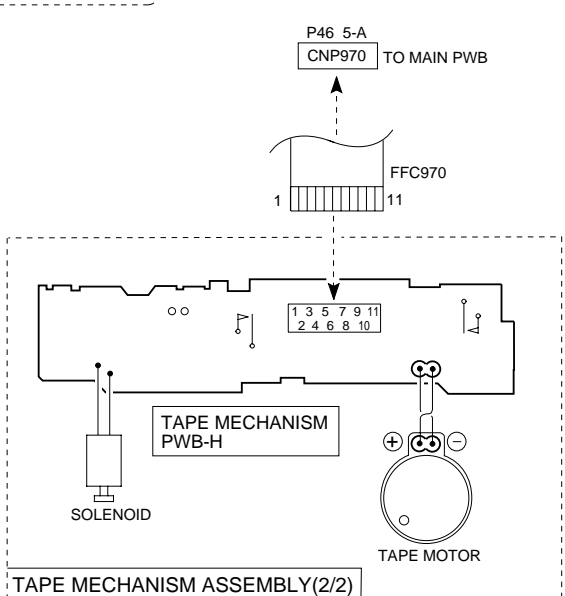 P46 5-A
CNP970 TO MAIN PWB
FFC970
1 11
1 3 5 7 9 11
2 4 6 8 10
TAPE MECHANISM
PWB-H
+ −
SOLENOID
TAPE MOTOR
TAPE MECHANISM ASSEMBLY(2/2)